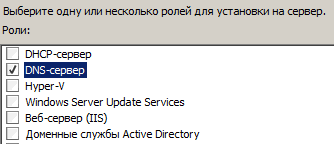 Выберите одну или несколько ролей для установки на сервер.
Роли:
DHCP-сервер
DNS-сервер
Hyper-V
Windows Server Update Services
Веб-сервер (IIS)
Доменные службы Active Directory